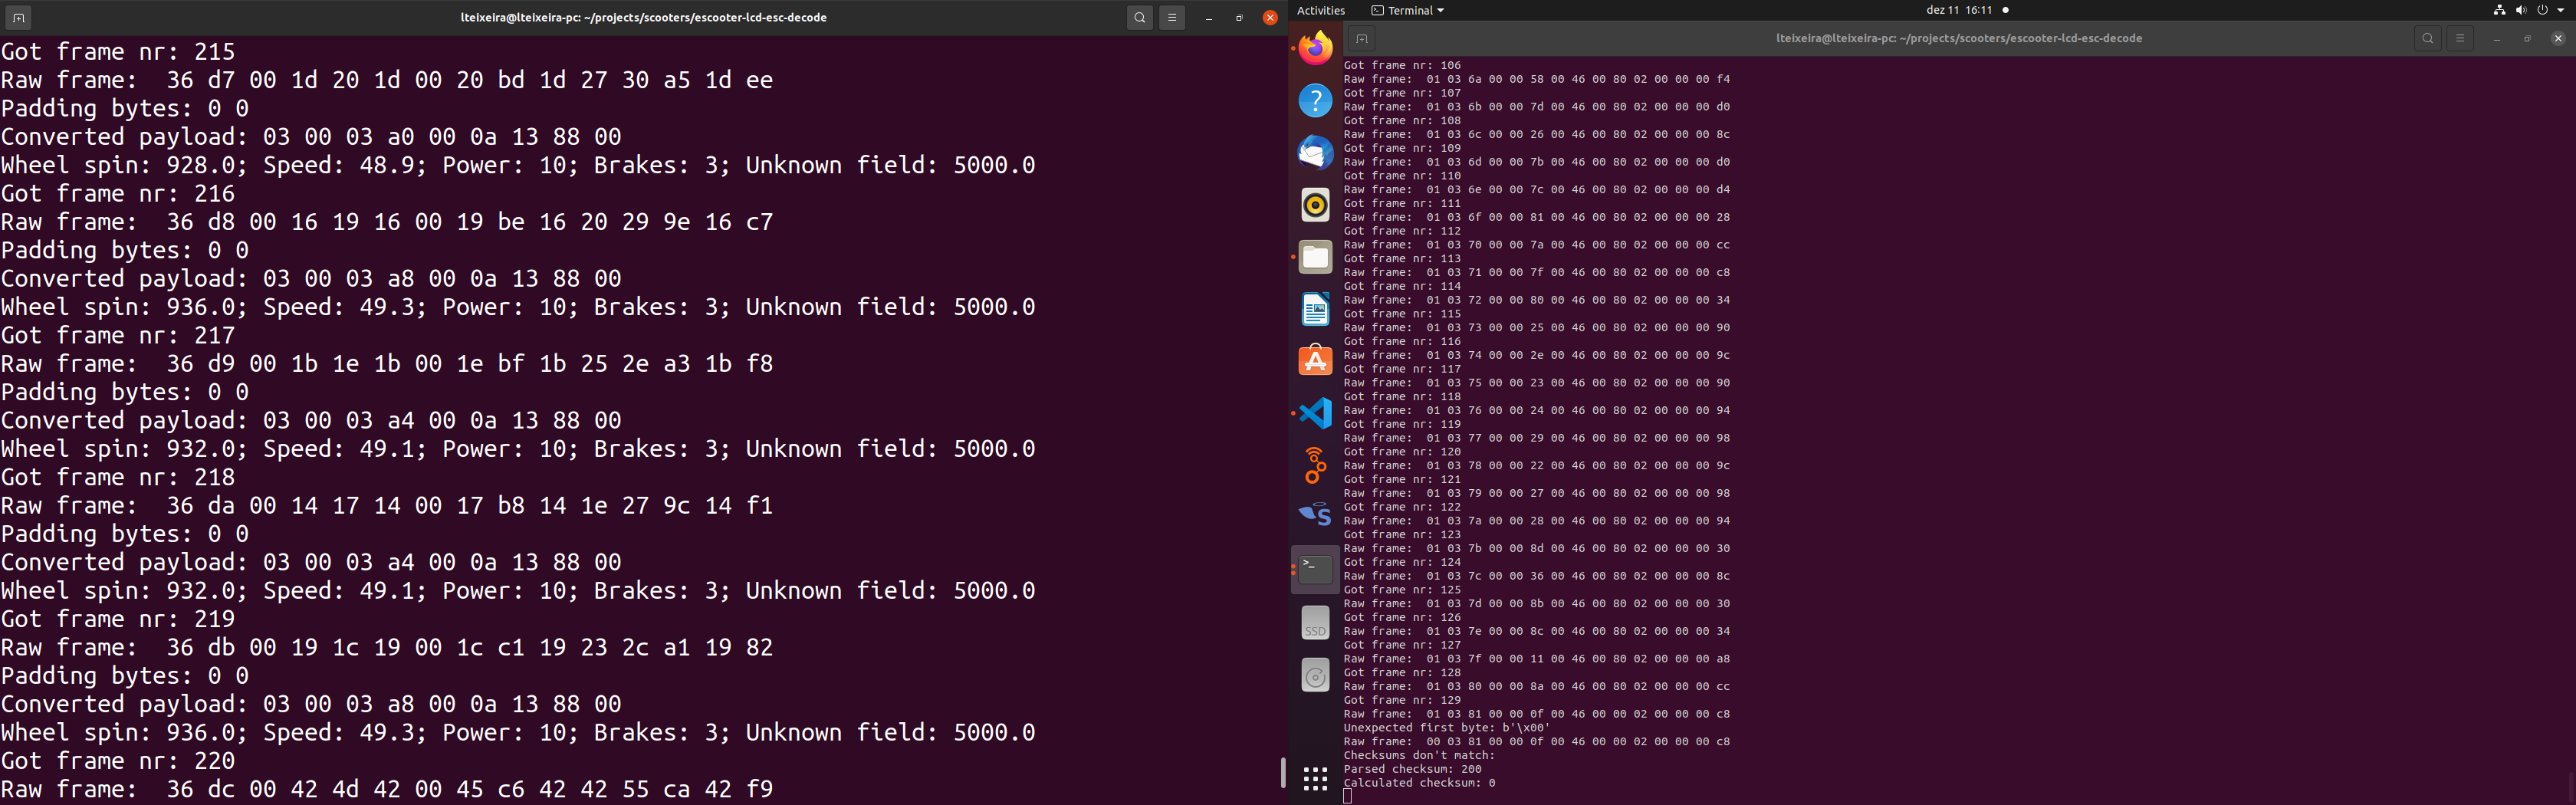 lteixeira@lteixeira-pc: ~/projects/scooters/escooter-lcd-esc-decode
Got frame nr: 215
Raw frame:  36 d7 00 1d 20 1d 00 20 bd 1d 27 30 a5 1d ee
Padding bytes: 0 0
Converted payload: 03 00 03 a0 00 0a 13 88 00
Wheel spin: 928.0; Speed: 48.9; Power: 10; Brakes: 3; Unknown field: 5000.0
Got frame nr: 216
Raw frame:  36 d8 00 16 19 16 00 19 be 16 20 29 9e 16 c7
Padding bytes: 0 0
Converted payload: 03 00 03 a8 00 0a 13 88 00
Wheel spin: 936.0; Speed: 49.3; Power: 10; Brakes: 3; Unknown field: 5000.0
Got frame nr: 217
Raw frame:  36 d9 00 1b 1e 1b 00 1e bf 1b 25 2e a3 1b f8
Padding bytes: 0 0
Converted payload: 03 00 03 a4 00 0a 13 88 00
Wheel spin: 932.0; Speed: 49.1; Power: 10; Brakes: 3; Unknown field: 5000.0
Got frame nr: 218
Raw frame:  36 da 00 14 17 14 00 17 b8 14 1e 27 9c 14 f1
Padding bytes: 0 0
Converted payload: 03 00 03 a4 00 0a 13 88 00
Wheel spin: 932.0; Speed: 49.1; Power: 10; Brakes: 3; Unknown field: 5000.0
Got frame nr: 219
Raw frame:  36 db 00 19 1c 19 00 1c c1 19 23 2c a1 19 82
Padding bytes: 0 0
Converted payload: 03 00 03 a8 00 0a 13 88 00
Wheel spin: 936.0; Speed: 49.3; Power: 10; Brakes: 3; Unknown field: 5000.0
Got frame nr: 220
Raw frame:  36 dc 00 42 4d 42 00 45 c6 42 42 55 ca 42 f9
Activities Terminal dez 11 16:11
lteixeira@lteixeira-pc: ~/projects/scooters/escooter-lcd-esc-decode
Got frame nr: 106
Raw frame:  01 03 6a 00 00 58 00 46 00 80 02 00 00 00 f4
Got frame nr: 107
Raw frame:  01 03 6b 00 00 7d 00 46 00 80 02 00 00 00 d0
Got frame nr: 108
Raw frame:  01 03 6c 00 00 26 00 46 00 80 02 00 00 00 8c
Got frame nr: 109
Raw frame:  01 03 6d 00 00 7b 00 46 00 80 02 00 00 00 d0
Got frame nr: 110
Raw frame:  01 03 6e 00 00 7c 00 46 00 80 02 00 00 00 d4
Got frame nr: 111
Raw frame:  01 03 6f 00 00 81 00 46 00 80 02 00 00 00 28
Got frame nr: 112
Raw frame:  01 03 70 00 00 7a 00 46 00 80 02 00 00 00 cc
Got frame nr: 113
Raw frame:  01 03 71 00 00 7f 00 46 00 80 02 00 00 00 c8
Got frame nr: 114
Raw frame:  01 03 72 00 00 80 00 46 00 80 02 00 00 00 34
Got frame nr: 115
Raw frame:  01 03 73 00 00 25 00 46 00 80 02 00 00 00 90
Got frame nr: 116
Raw frame:  01 03 74 00 00 2e 00 46 00 80 02 00 00 00 9c
Got frame nr: 117
Raw frame:  01 03 75 00 00 23 00 46 00 80 02 00 00 00 90
Got frame nr: 118
Raw frame:  01 03 76 00 00 24 00 46 00 80 02 00 00 00 94
Got frame nr: 119
Raw frame:  01 03 77 00 00 29 00 46 00 80 02 00 00 00 98
Got frame nr: 120
Raw frame:  01 03 78 00 00 22 00 46 00 80 02 00 00 00 9c
Got frame nr: 121
Raw frame:  01 03 79 00 00 27 00 46 00 80 02 00 00 00 98
Got frame nr: 122
Raw frame:  01 03 7a 00 00 28 00 46 00 80 02 00 00 00 94
Got frame nr: 123
Raw frame:  01 03 7b 00 00 8d 00 46 00 80 02 00 00 00 30
Got frame nr: 124
Raw frame:  01 03 7c 00 00 36 00 46 00 80 02 00 00 00 8c
Got frame nr: 125
Raw frame:  01 03 7d 00 00 8b 00 46 00 80 02 00 00 00 30
Got frame nr: 126
Raw frame:  01 03 7e 00 00 8c 00 46 00 80 02 00 00 00 34
Got frame nr: 127
Raw frame:  01 03 7f 00 00 11 00 46 00 80 02 00 00 00 a8
Got frame nr: 128
Raw frame:  01 03 80 00 00 8a 00 46 00 80 02 00 00 00 cc
Got frame nr: 129
Raw frame:  01 03 81 00 00 0f 00 46 00 00 02 00 00 00 c8
Unexpected first byte: b'\x00'
Raw frame:  00 03 81 00 00 0f 00 46 00 00 02 00 00 00 c8
Checksums don't match:
Parsed checksum: 200
Calculated checksum: 0
SSD